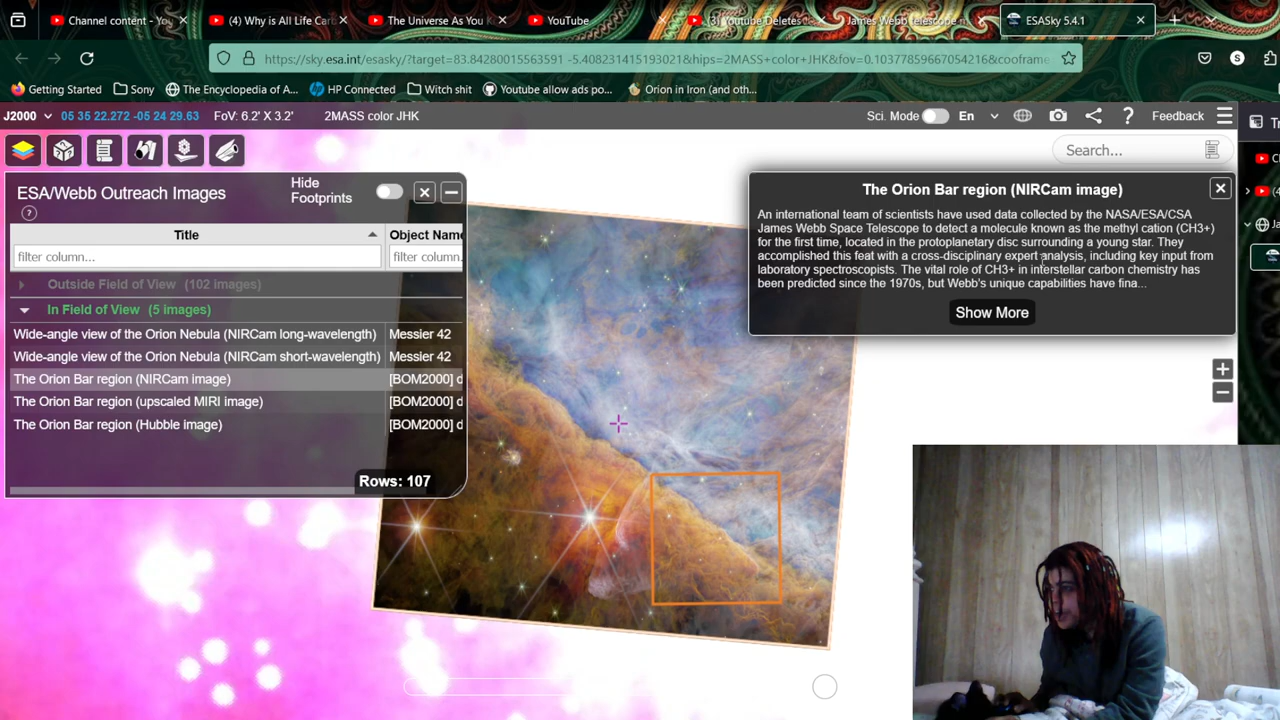 Channel content - Yo
(4) Why is All Life Car
The Universe As You K
YouTube
(3) Youtube Deletes
James Webb telescope
ESASky 5.4.1
https://sky.esa.int/esasky/?target=83.84280015563591 -5.408231415193021&hips=2MASS+color+JHK&fov=0.103778596670542​16&cooframe
Getting Started
Sony
The Encyclopedia of A...
HP Connected
Witch shit
Youtube allow ads po...
Orion in Iron (and oth...
J2000
05 35 22.272 -05 24 29.63
FoV: 6.2' X 3.2'
2MASS color JHK
Sci. Mode
En
Feedback
Search...
ESA/Webb Outreach Images
Hide
Footprints
Title
Object Name
filter column...
filter column.
Outside Field of View (102 images)
In Field of View (5 images)
Wide-angle view of the Orion Nebula (NIRCam long-wavelength) Messier 42
Wide-angle view of the Orion Nebula (NIRCam short-wavelength) Messier 42
The Orion Bar region (NIRCam image) [BOM2000] d
The Orion Bar region (upscaled MIRI image) [BOM2000] d
The Orion Bar region (Hubble image) [BOM2000] d
Rows: 107
The Orion Bar region (NIRCam image)
An international team of scientists have used data collected by the NASA/ESA/CSA
James Webb Space Telescope to detect a molecule known as the methyl cation (CH3+)
for the first time, located in the protoplanetary disc surrounding a young star. They
accomplished this feat with a cross-disciplinary expert analysis, including key input from
laboratory spectroscopists. The vital role of CH3+ in interstellar carbon chemistry has
been predicted since the 1970s, but Webb's unique capabilities have fina...
Show More